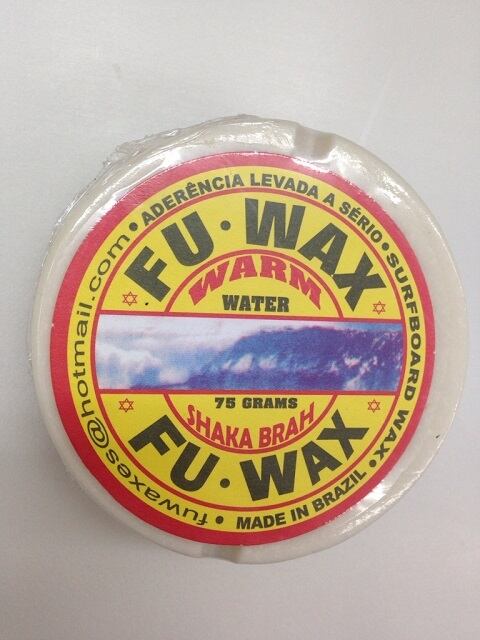 ADERÊNCIA LEVADA A SÉRIO • SURFBOARD WAX • MADE IN BRAZIL • fuwaxes@hotmail.com •
FU • WAX
WARM
WATER
75 GRAMS
SHAKA BRAH
FU • WAX